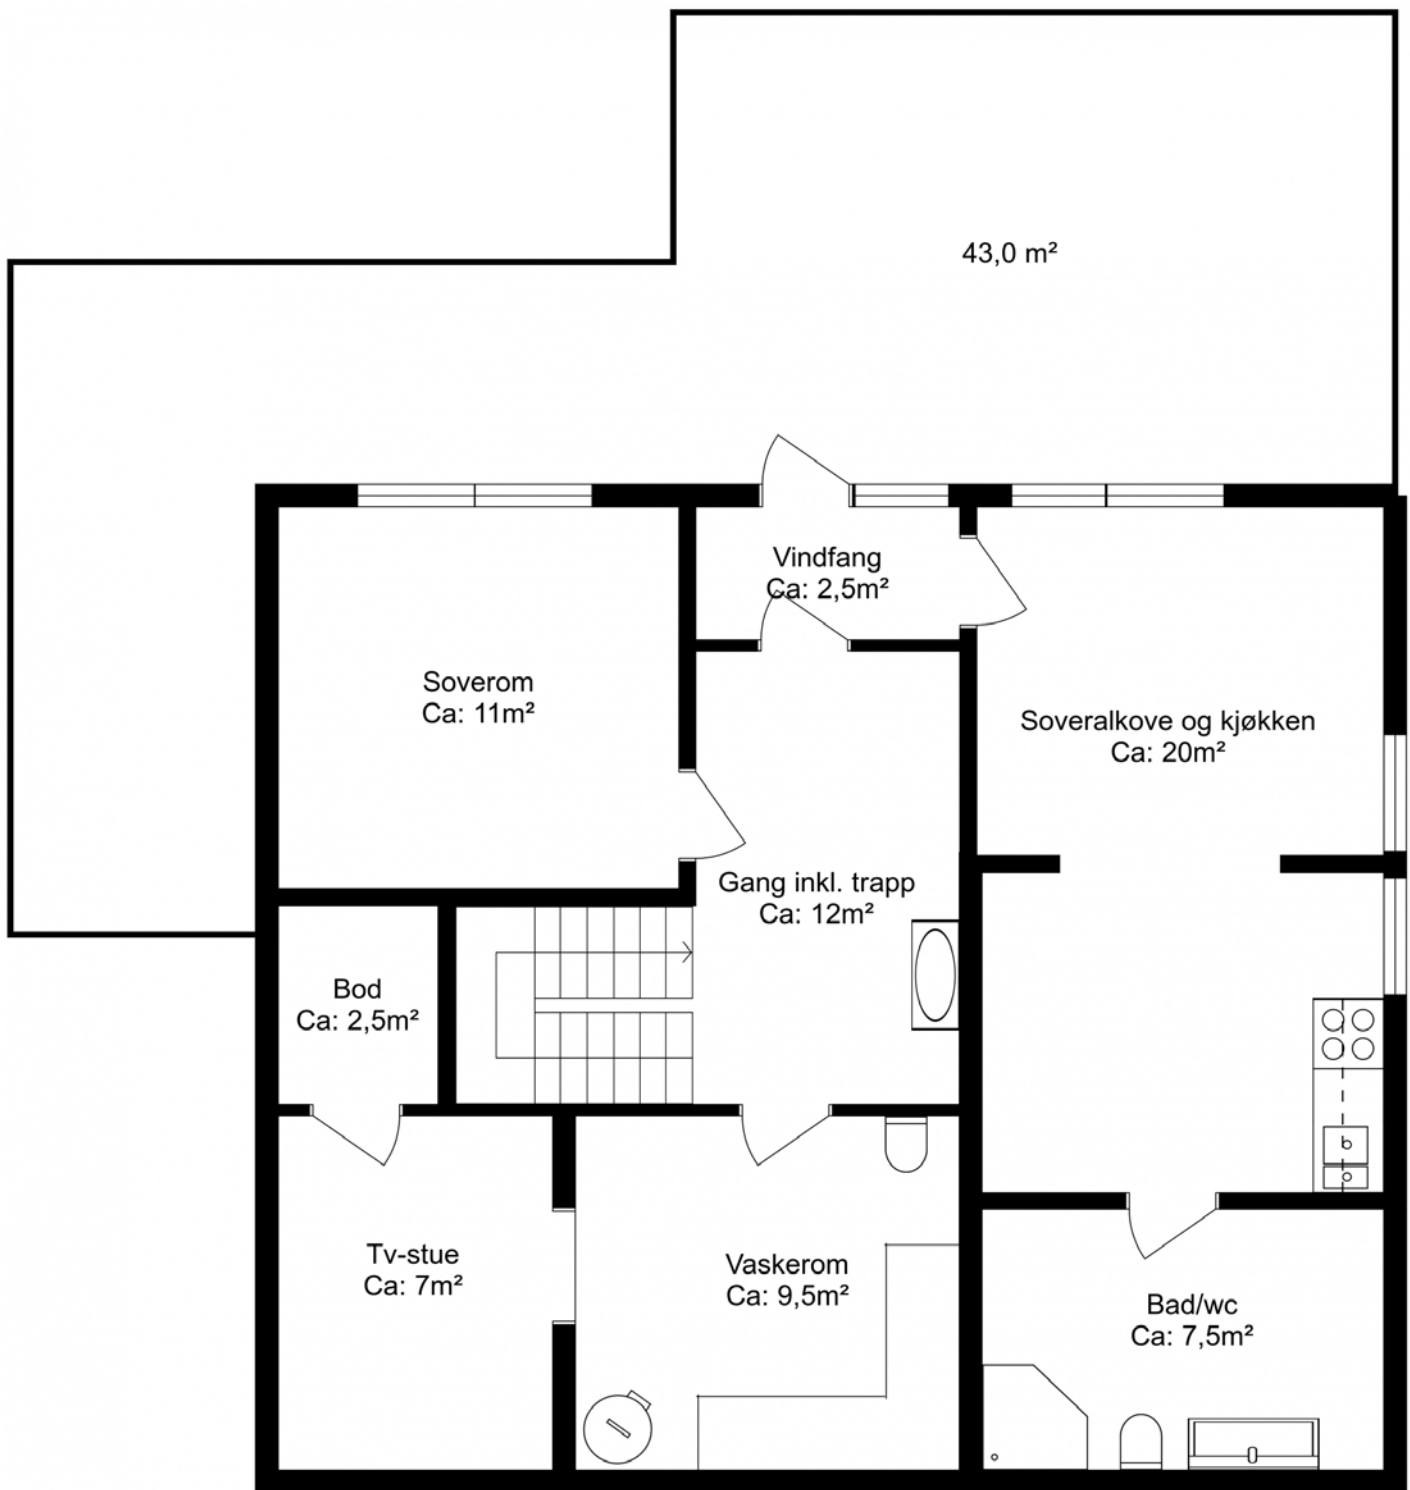 43,0 m²
Vindfang
Ca: 2,5m²
Soverom
Ca: 11m²
Soveralkove og kjøkken
Ca: 20m²
Gang inkl. trapp
Ca: 12m²
Bod
Ca: 2,5m²
Tv-stue
Ca: 7m²
Vaskerom
Ca: 9,5m²
Bad/wc
Ca: 7,5m²